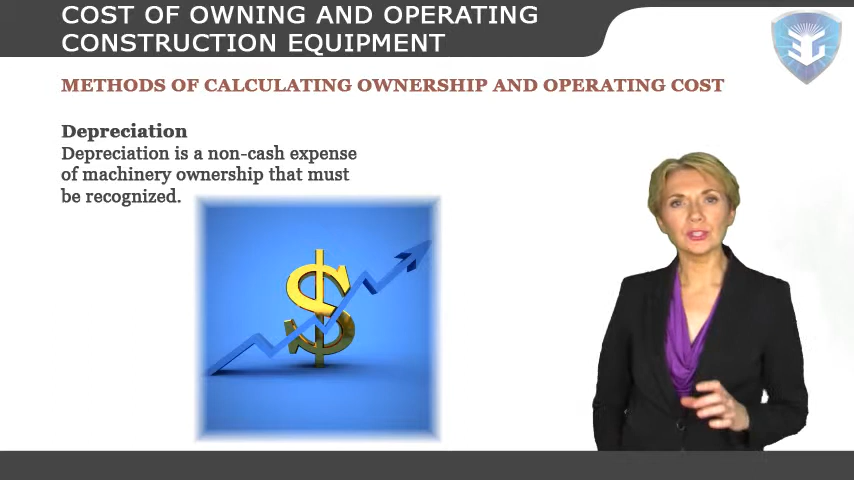 COST OF OWNING AND OPERATING
CONSTRUCTION EQUIPMENT
METHODS OF CALCULATING OWNERSHIP AND OPERATING COST
Depreciation
Depreciation is a non-cash expense
of machinery ownership that must
be recognized.